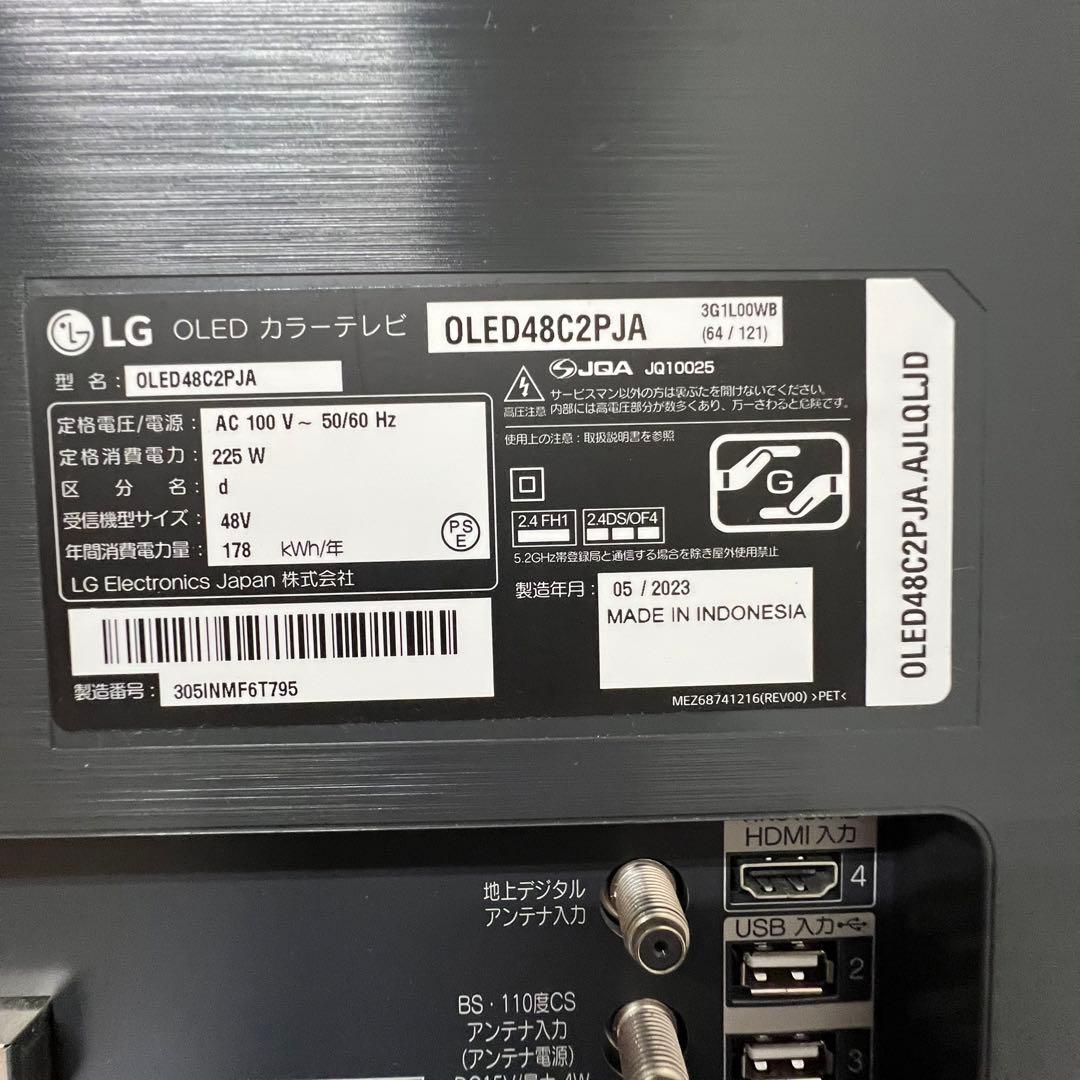 LG OLED カラーテレビ OLED48C2PJA 3G1L00WB
(64 / 121)
型 名: OLED48C2PJA
定格電圧/電源: AC 100 V ~ 50/60 Hz
定格消費電力: 225 W
区 分 名: d
受信機型サイズ: 48V
年間消費電力量: 178 kWh/年
PS
E
LG Electronics Japan 株式会社
製造番号: 305INMF6T795
JQA JQ10025
高圧注意
サービスマン以外の方は裏ぶたを開けないでください。
内部には高電圧部分が数多くあり、万一さわると危険です。
使用上の注意:取扱説明書を参照
G
2.4 FH1 2.4DS/OF4
5.2GHz帯登録局と通信する場合を除き屋外使用禁止
製造年月: 05 / 2023
MADE IN INDONESIA
MEZ68741216(REV00) >PET<
OLED48C2PJA.AJLQLJD
HDMI 入力
4
地上デジタル
アンテナ入力
USB 入力
2
BS・110度CS
アンテナ入力
(アンテナ電源)
3